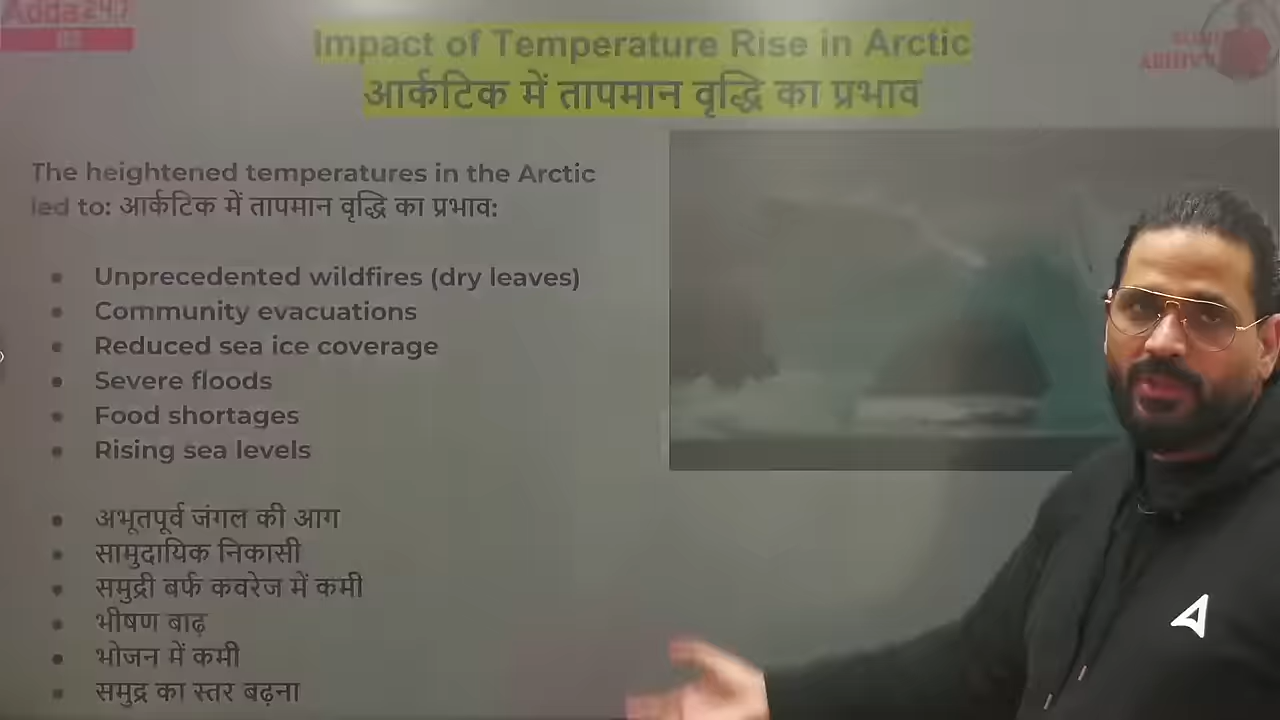 Adda247
Impact of Temperature Rise in Arctic
आर्कटिक में तापमान वृद्धि का प्रभाव
The heightened temperatures in the Arctic
led to: आर्कटिक में तापमान वृद्धि का प्रभाव:
Unprecedented wildfires (dry leaves)
Community evacuations
Reduced sea ice coverage
Severe floods
Food shortages
Rising sea levels
अभूतपूर्व जंगल की आग
सामुदायिक निकासी
समुद्री बर्फ कवरेज में कमी
भीषण बाढ़
भोजन में कमी
समुद्र का स्तर बढ़ना